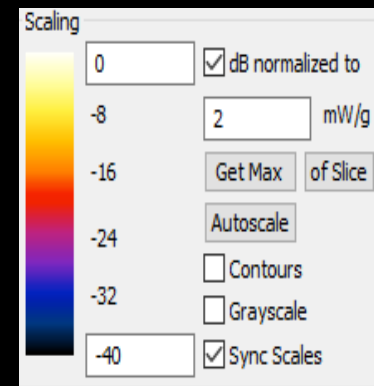 Scaling
0 dB normalized to
-8 2 mW/g
-16 Get Max of Slice
-24 Autoscale
Contours
-32 Grayscale
-40 Sync Scales